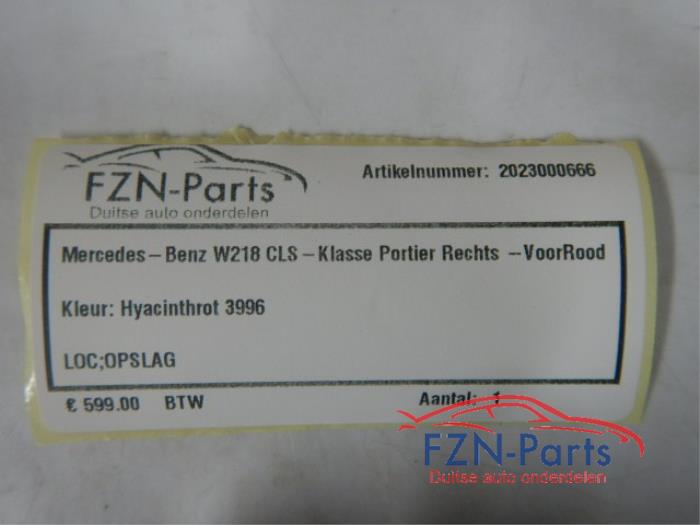 FZN-Parts
Duitse auto onderdelen
Artikelnummer: 2023000666
Mercedes-Benz W218 CLS-Klasse Portier Rechts -VoorRood
Kleur: Hyacinthrot 3996
LOC;OPSLAG
€ 599.00 BTW
Aantal: 1
FZN-Parts
Duitse auto onderdelen